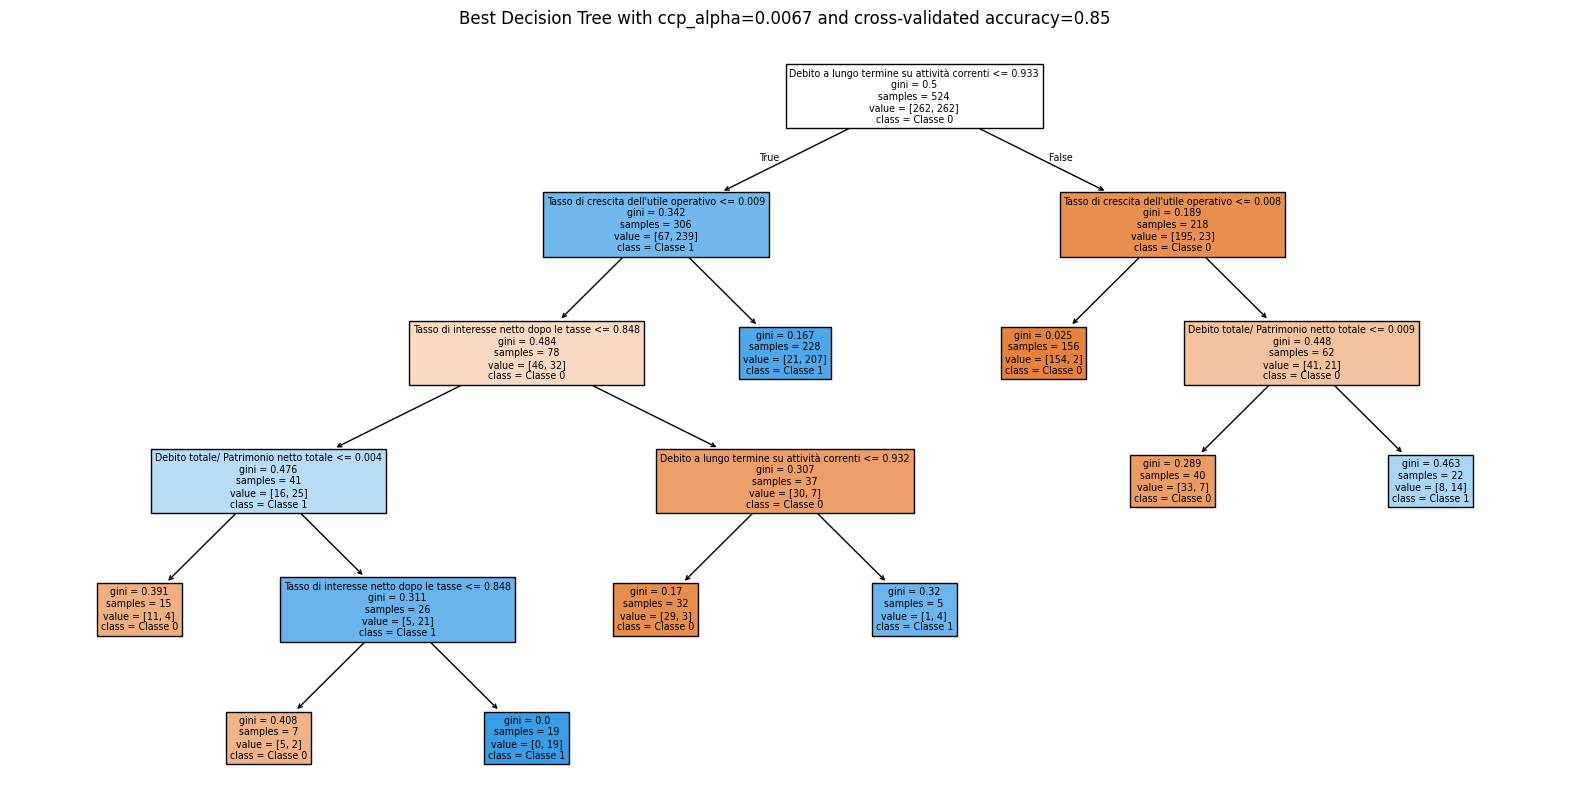 Best Decision Tree with ccp_alpha=0.0067 and cross-validated accuracy=0.85
Debito a lungo termine su attività correnti <= 0.933
gini = 0.5
samples = 524
value = [262, 262]
class = Classe 0
True
False
Tasso di crescita dell'utile operativo <= 0.009
gini = 0.342
samples = 306
value = [67, 239]
class = Classe 1
Tasso di crescita dell'utile operativo <= 0.008
gini = 0.189
samples = 218
value = [195, 23]
class = Classe 0
Tasso di interesse netto dopo le tasse <= 0.848
gini = 0.484
samples = 78
value = [46, 32]
class = Classe 0
gini = 0.167
samples = 228
value = [21, 207]
class = Classe 1
gini = 0.025
samples = 156
value = [154, 2]
class = Classe 0
Debito totale/ Patrimonio netto totale <= 0.009
gini = 0.448
samples = 62
value = [41, 21]
class = Classe 0
Debito totale/ Patrimonio netto totale <= 0.004
gini = 0.476
samples = 41
value = [16, 25]
class = Classe 1
Debito a lungo termine su attività correnti <= 0.932
gini = 0.307
samples = 37
value = [30, 7]
class = Classe 0
gini = 0.289
samples = 40
value = [33, 7]
class = Classe 0
gini = 0.463
samples = 22
value = [8, 14]
class = Classe 1
gini = 0.391
samples = 15
value = [11, 4]
class = Classe 0
Tasso di interesse netto dopo le tasse <= 0.848
gini = 0.311
samples = 26
value = [5, 21]
class = Classe 1
gini = 0.17
samples = 32
value = [29, 3]
class = Classe 0
gini = 0.32
samples = 5
value = [1, 4]
class = Classe 1
gini = 0.408
samples = 7
value = [5, 2]
class = Classe 0
gini = 0.0
samples = 19
value = [0, 19]
class = Classe 1